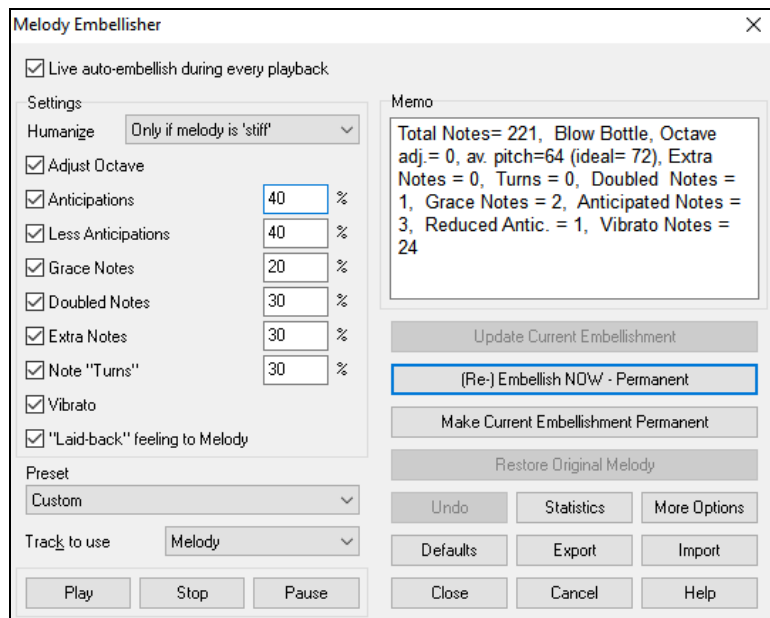 Melody Embellisher
Live auto-embellish during every playback
Settings
Humanize Only if melody is 'stiff'
Adjust Octave
Anticipations 40 %
Less Anticipations 40 %
Grace Notes 20 %
Doubled Notes 30 %
Extra Notes 30 %
Note "Turns" 30 %
Vibrato
"Laid-back" feeling to Melody
Preset
Custom
Track to use Melody
Play Stop Pause
Memo
Total Notes= 221, Blow Bottle, Octave
adj.= 0, av. pitch=64 (ideal= 72), Extra
Notes = 0, Turns = 0, Doubled Notes =
1, Grace Notes = 2, Anticipated Notes =
3, Reduced Antic. = 1, Vibrato Notes =
24
Update Current Embellishment
(Re-) Embellish NOW - Permanent
Make Current Embellishment Permanent
Restore Original Melody
Undo Statistics More Options
Defaults Export Import
Close Cancel Help